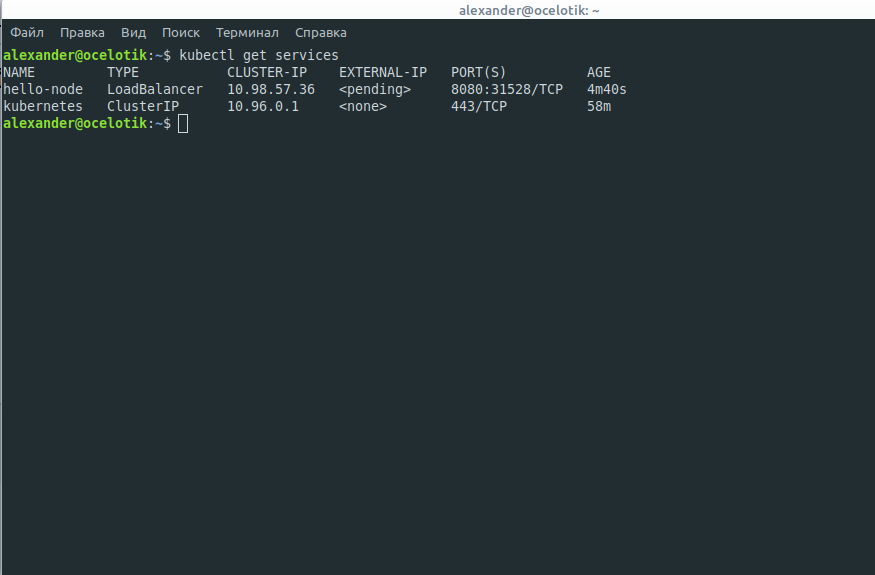 alexander@ocelotik: ~
Файл Правка Вид Поиск Терминал Справка
alexander@ocelotik:~$ kubectl get services
NAME TYPE CLUSTER-IP EXTERNAL-IP PORT(S) AGE
hello-node LoadBalancer 10.98.57.36 <pending> 8080:31528/TCP 4m40s
kubernetes ClusterIP 10.96.0.1 <none> 443/TCP 58m
alexander@ocelotik:~$